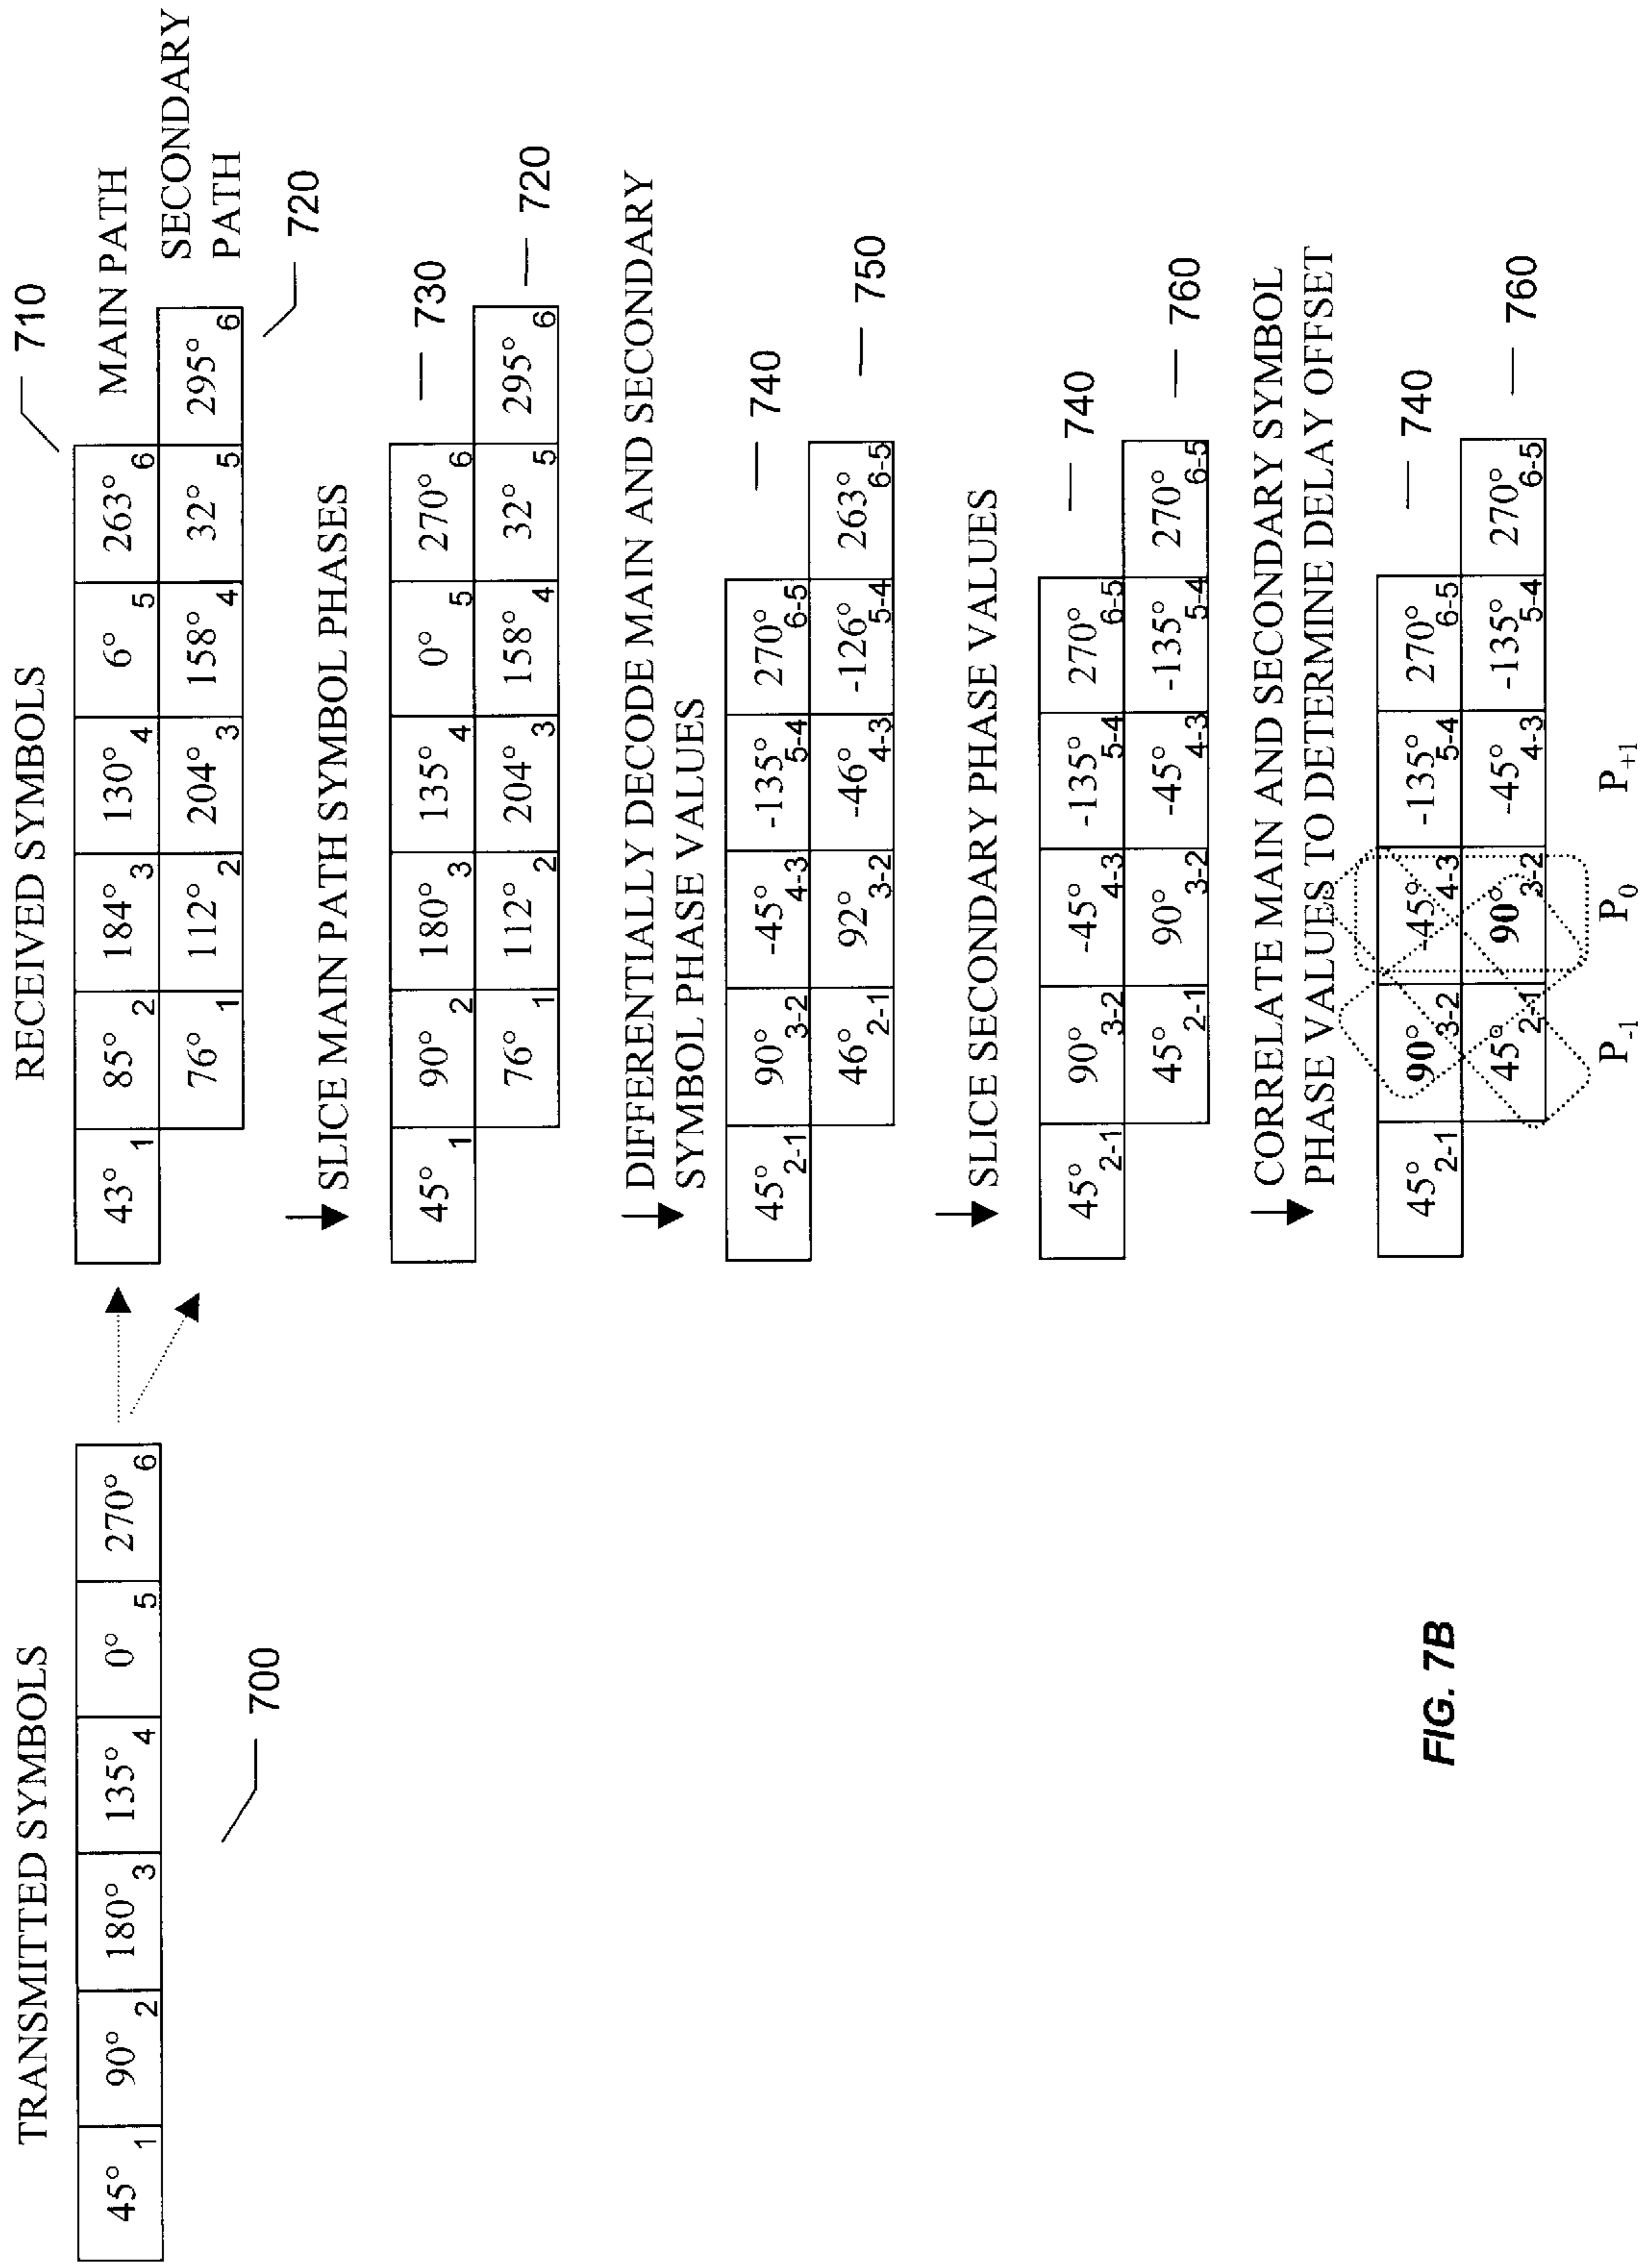 TRANSMITTED SYMBOLS
45° 1 90° 2 180° 3 135° 4 0° 5 270° 6
700
RECEIVED SYMBOLS
710
43° 1 85° 2 184° 3 130° 4 6° 5 263° 6
MAIN PATH
76° 1 112° 2 204° 3 158° 4 32° 5 295° 6
SECONDARY
PATH
720
SLICE MAIN PATH SYMBOL PHASES
45° 1 90° 2 180° 3 135° 4 0° 5 270° 6
730
76° 1 112° 2 204° 3 158° 4 32° 5 295° 6
720
DIFFERENTIALLY DECODE MAIN AND SECONDARY
SYMBOL PHASE VALUES
45° 2-1 90° 3-2 -45° 4-3 -135° 5-4 270° 6-5
740
46° 2-1 92° 3-2 -46° 4-3 -126° 5-4 263° 6-5
750
SLICE SECONDARY PHASE VALUES
45° 2-1 90° 3-2 -45° 4-3 -135° 5-4 270° 6-5
740
45° 2-1 90° 3-2 -45° 4-3 -135° 5-4 270° 6-5
760
CORRELATE MAIN AND SECONDARY SYMBOL
PHASE VALUES TO DETERMINE DELAY OFFSET
45° 2-1 90° 3-2 -45° 4-3 -135° 5-4 270° 6-5
740
45° 2-1 90° 3-2 -45° 4-3 -135° 5-4 270° 6-5
760
P-1 P0 P+1
FIG. 7B